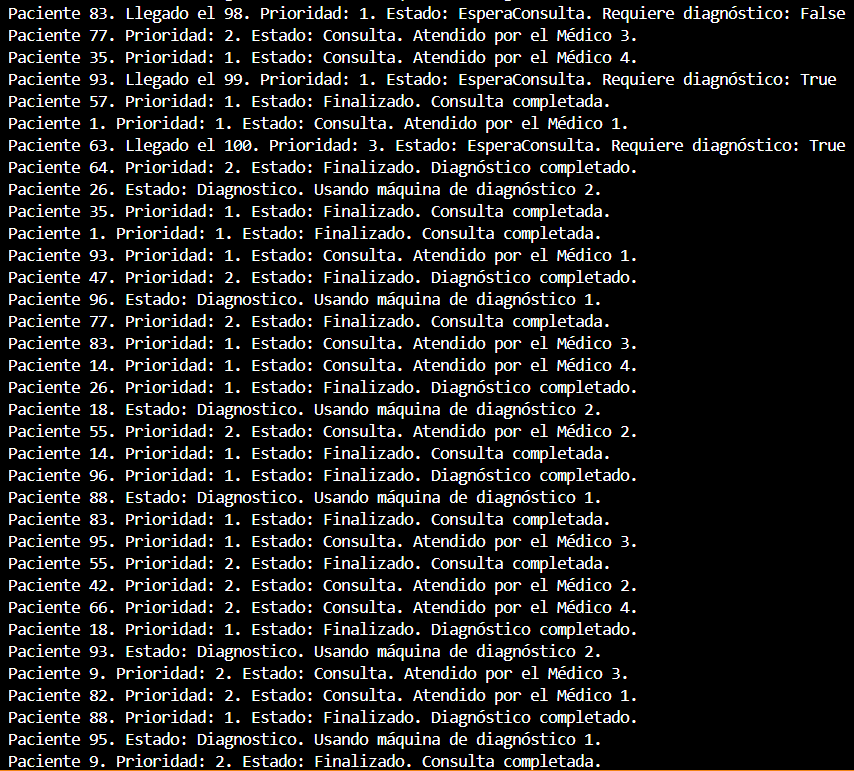 Paciente 83. Llegado el 98. Prioridad: 1. Estado: EsperaConsulta. Requiere diagnóstico: False
Paciente 77. Prioridad: 2. Estado: Consulta. Atendido por el Médico 3.
Paciente 35. Prioridad: 1. Estado: Consulta. Atendido por el Médico 4.
Paciente 93. Llegado el 99. Prioridad: 1. Estado: EsperaConsulta. Requiere diagnóstico: True
Paciente 57. Prioridad: 1. Estado: Finalizado. Consulta completada.
Paciente 1. Prioridad: 1. Estado: Consulta. Atendido por el Médico 1.
Paciente 63. Llegado el 100. Prioridad: 3. Estado: EsperaConsulta. Requiere diagnóstico: True
Paciente 64. Prioridad: 2. Estado: Finalizado. Diagnóstico completado.
Paciente 26. Estado: Diagnostico. Usando máquina de diagnóstico 2.
Paciente 35. Prioridad: 1. Estado: Finalizado. Consulta completada.
Paciente 1. Prioridad: 1. Estado: Finalizado. Consulta completada.
Paciente 93. Prioridad: 1. Estado: Consulta. Atendido por el Médico 1.
Paciente 47. Prioridad: 2. Estado: Finalizado. Diagnóstico completado.
Paciente 96. Estado: Diagnostico. Usando máquina de diagnóstico 1.
Paciente 77. Prioridad: 2. Estado: Finalizado. Consulta completada.
Paciente 83. Prioridad: 1. Estado: Consulta. Atendido por el Médico 3.
Paciente 14. Prioridad: 1. Estado: Consulta. Atendido por el Médico 4.
Paciente 26. Prioridad: 1. Estado: Finalizado. Diagnóstico completado.
Paciente 18. Estado: Diagnostico. Usando máquina de diagnóstico 2.
Paciente 55. Prioridad: 2. Estado: Consulta. Atendido por el Médico 2.
Paciente 14. Prioridad: 1. Estado: Finalizado. Consulta completada.
Paciente 96. Prioridad: 1. Estado: Finalizado. Diagnóstico completado.
Paciente 88. Estado: Diagnostico. Usando máquina de diagnóstico 1.
Paciente 83. Prioridad: 1. Estado: Finalizado. Consulta completada.
Paciente 95. Prioridad: 1. Estado: Consulta. Atendido por el Médico 3.
Paciente 55. Prioridad: 2. Estado: Finalizado. Consulta completada.
Paciente 42. Prioridad: 2. Estado: Consulta. Atendido por el Médico 2.
Paciente 66. Prioridad: 2. Estado: Consulta. Atendido por el Médico 4.
Paciente 18. Prioridad: 1. Estado: Finalizado. Diagnóstico completado.
Paciente 93. Estado: Diagnostico. Usando máquina de diagnóstico 2.
Paciente 9. Prioridad: 2. Estado: Consulta. Atendido por el Médico 3.
Paciente 82. Prioridad: 2. Estado: Consulta. Atendido por el Médico 1.
Paciente 88. Prioridad: 1. Estado: Finalizado. Diagnóstico completado.
Paciente 95. Estado: Diagnostico. Usando máquina de diagnóstico 1.
Paciente 9. Prioridad: 2. Estado: Finalizado. Consulta completada.